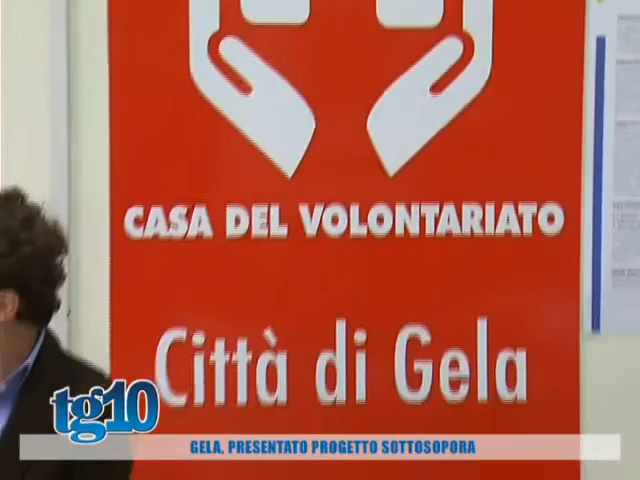 CASA DEL VOLONTARIATO
Città di Gela
tg10
GELA, PRESENTATO PROGETTO SOTTOSOPORA